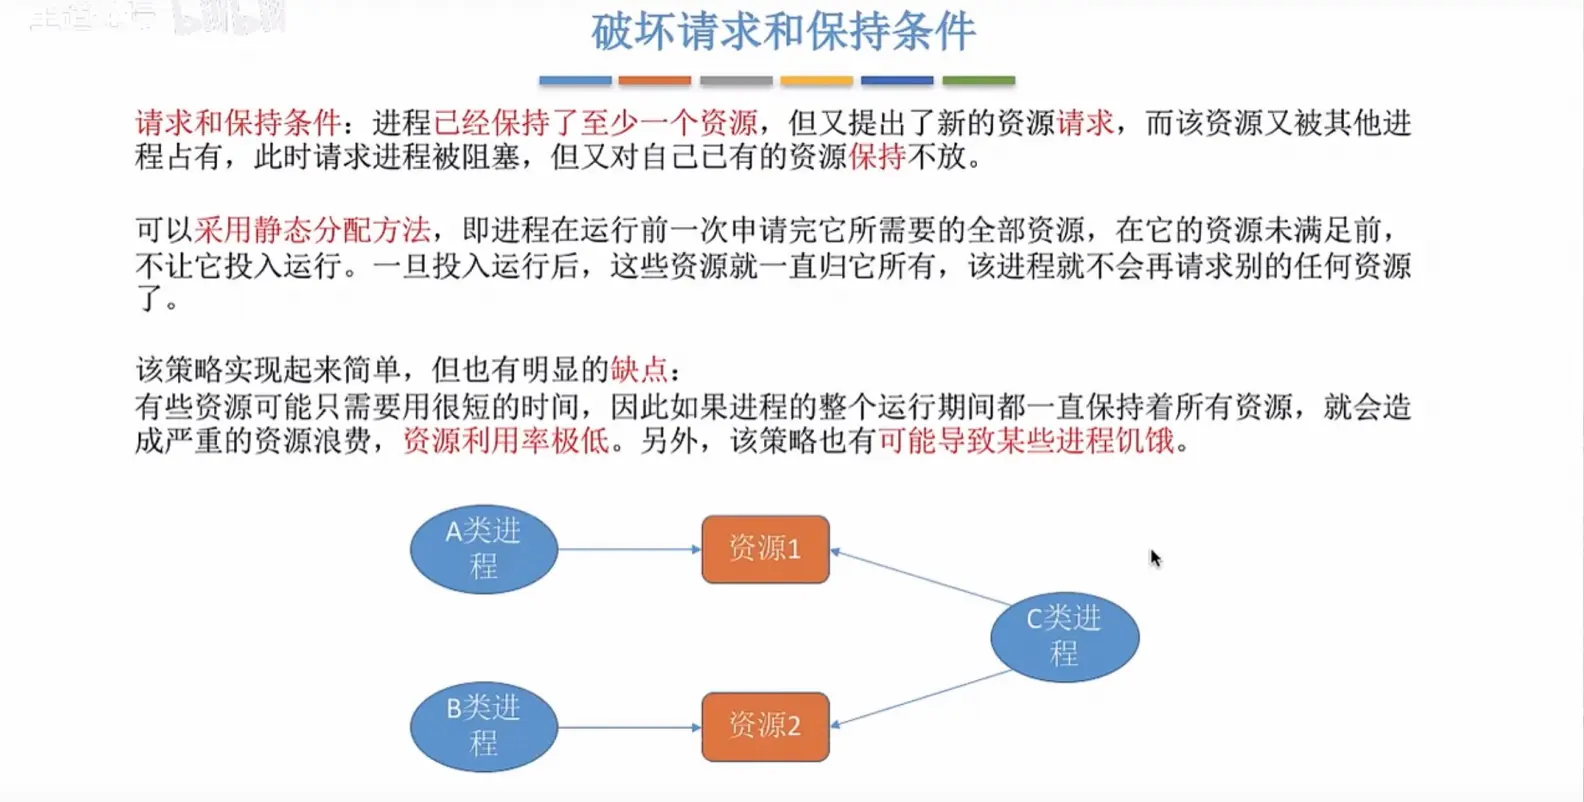 破坏请求和保持条件
请求和保持条件：进程已经保持了至少一个资源，但又提出了新的资源请求，而该资源又被其他进
程占有，此时请求进程被阻塞，但又对自己已有的资源保持不放。
可以采用静态分配方法，即进程在运行前一次申请完它所需要的全部资源，在它的资源未满足前，
不让它投入运行。一旦投入运行后，这些资源就一直归它所有，该进程就不会再请求别的任何资源
了。
该策略实现起来简单，但也有明显的缺点：
有些资源可能只需要用很短的时间，因此如果进程的整个运行期间都一直保持着所有资源，就会造
成严重的资源浪费，资源利用率极低。另外，该策略也有可能导致某些进程饥饿。
A类进
程
资源1
C类进
程
B类进
程
资源2